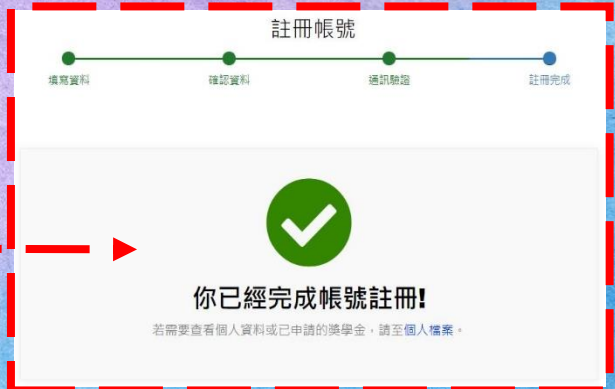 註冊帳號
填寫資料
確認資料
通訊驗證
註冊完成
你已經完成帳號註冊!
若需要查看個人資料或已申請的獎學金，請至個人檔案。